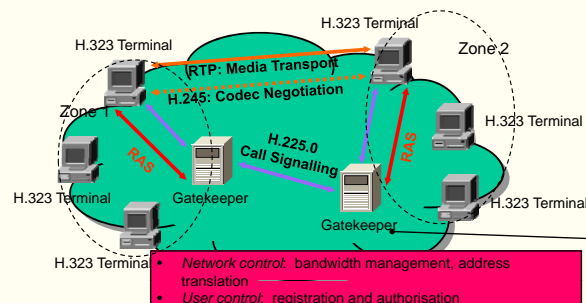 H.323 Terminal
Zone 2
H.323 Terminal
RTP: Media Transport
H.245: Codec Negotiation
Zone 1
H.323 Terminal
H.225.0
Call Signalling
RAS
RAS
H.323 Terminal
Gatekeeper
H.323 Terminal
Gatekeeper
H.323 Terminal
• Network control: bandwidth management, address
translation
• User control: registration and authorisation